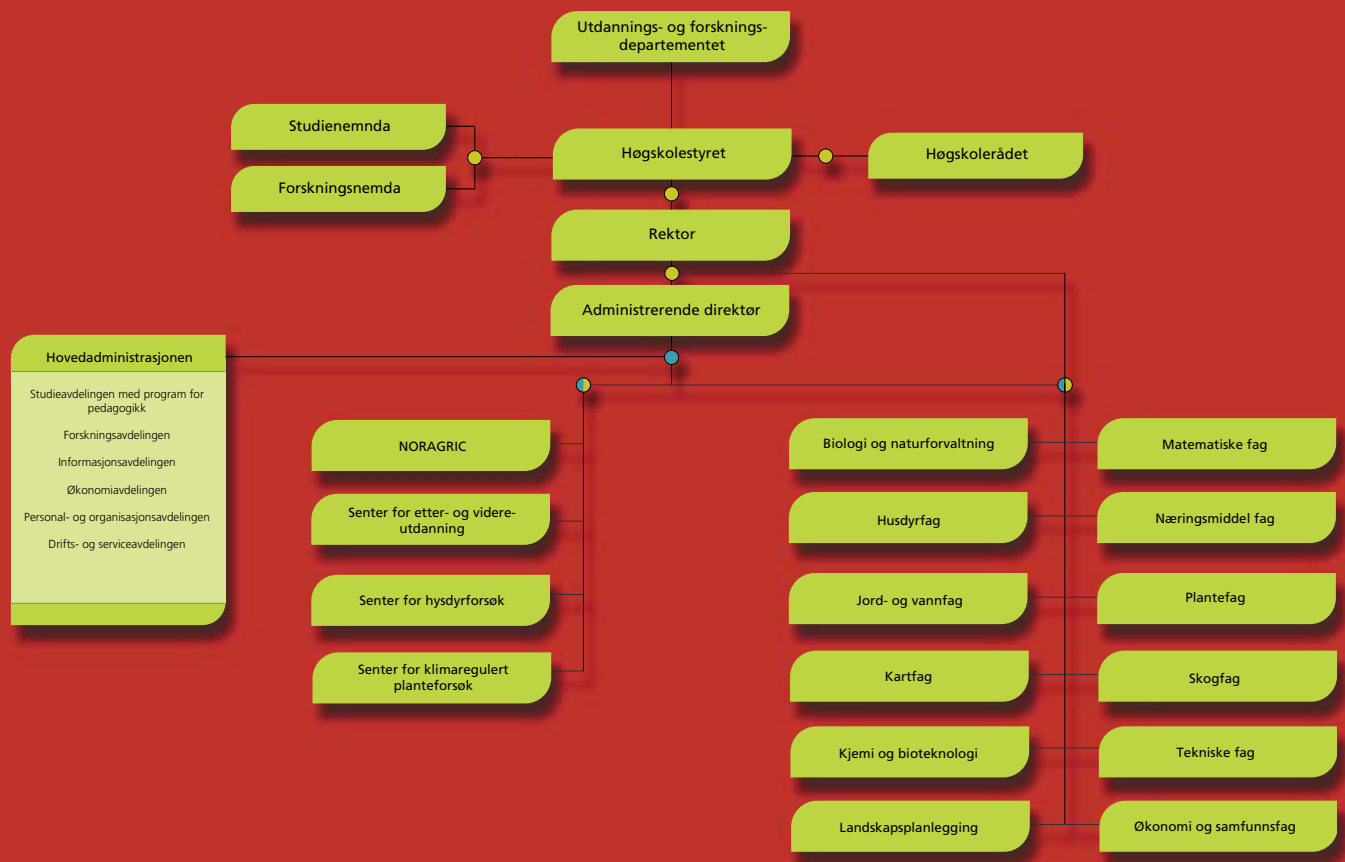 Utdannings- og forsknings-
departementet
Studienemnda
Forskningsnemda
Høgskolestyret
Høgskolerådet
Rektor
Administrerende direktør
Hovedadministrasjonen
Studieavdelingen med program for
pedagogikk
Forskningsavdelingen
Informasjonsavdelingen
Økonomiavdelingen
Personal- og organisasjonsavdelingen
Drifts- og serviceavdelingen
NORAGRIC
Senter for etter- og videre-
utdanning
Senter for hysdyrforsøk
Senter for klimaregulert
planteforsøk
Biologi og naturforvaltning
Husdyrfag
Jord- og vannfag
Kartfag
Kjemi og bioteknologi
Landskapsplanlegging
Matematiske fag
Næringsmiddel fag
Plantefag
Skogfag
Tekniske fag
Økonomi og samfunnsfag